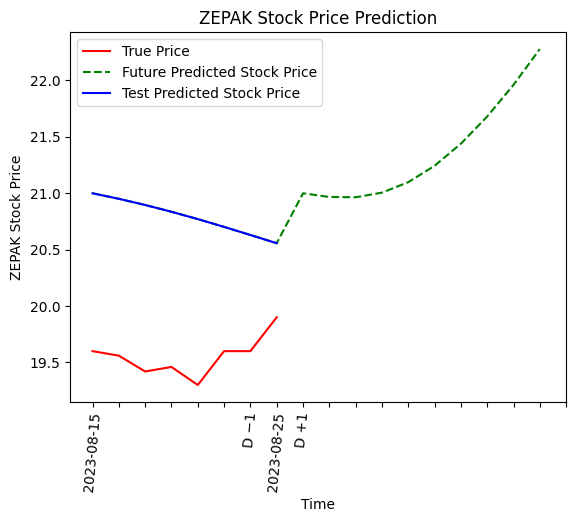 ZEPAK Stock Price Prediction
True Price
Future Predicted Stock Price
Test Predicted Stock Price
ZEPAK Stock Price
22.0
21.5
21.0
20.5
20.0
19.5
2023-08-15
D −1
2023-08-25
D +1
Time